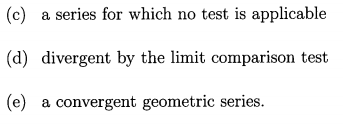 (c) a series for which no test is applicable
(d) divergent by the limit comparison test
(e) a convergent geometric series.